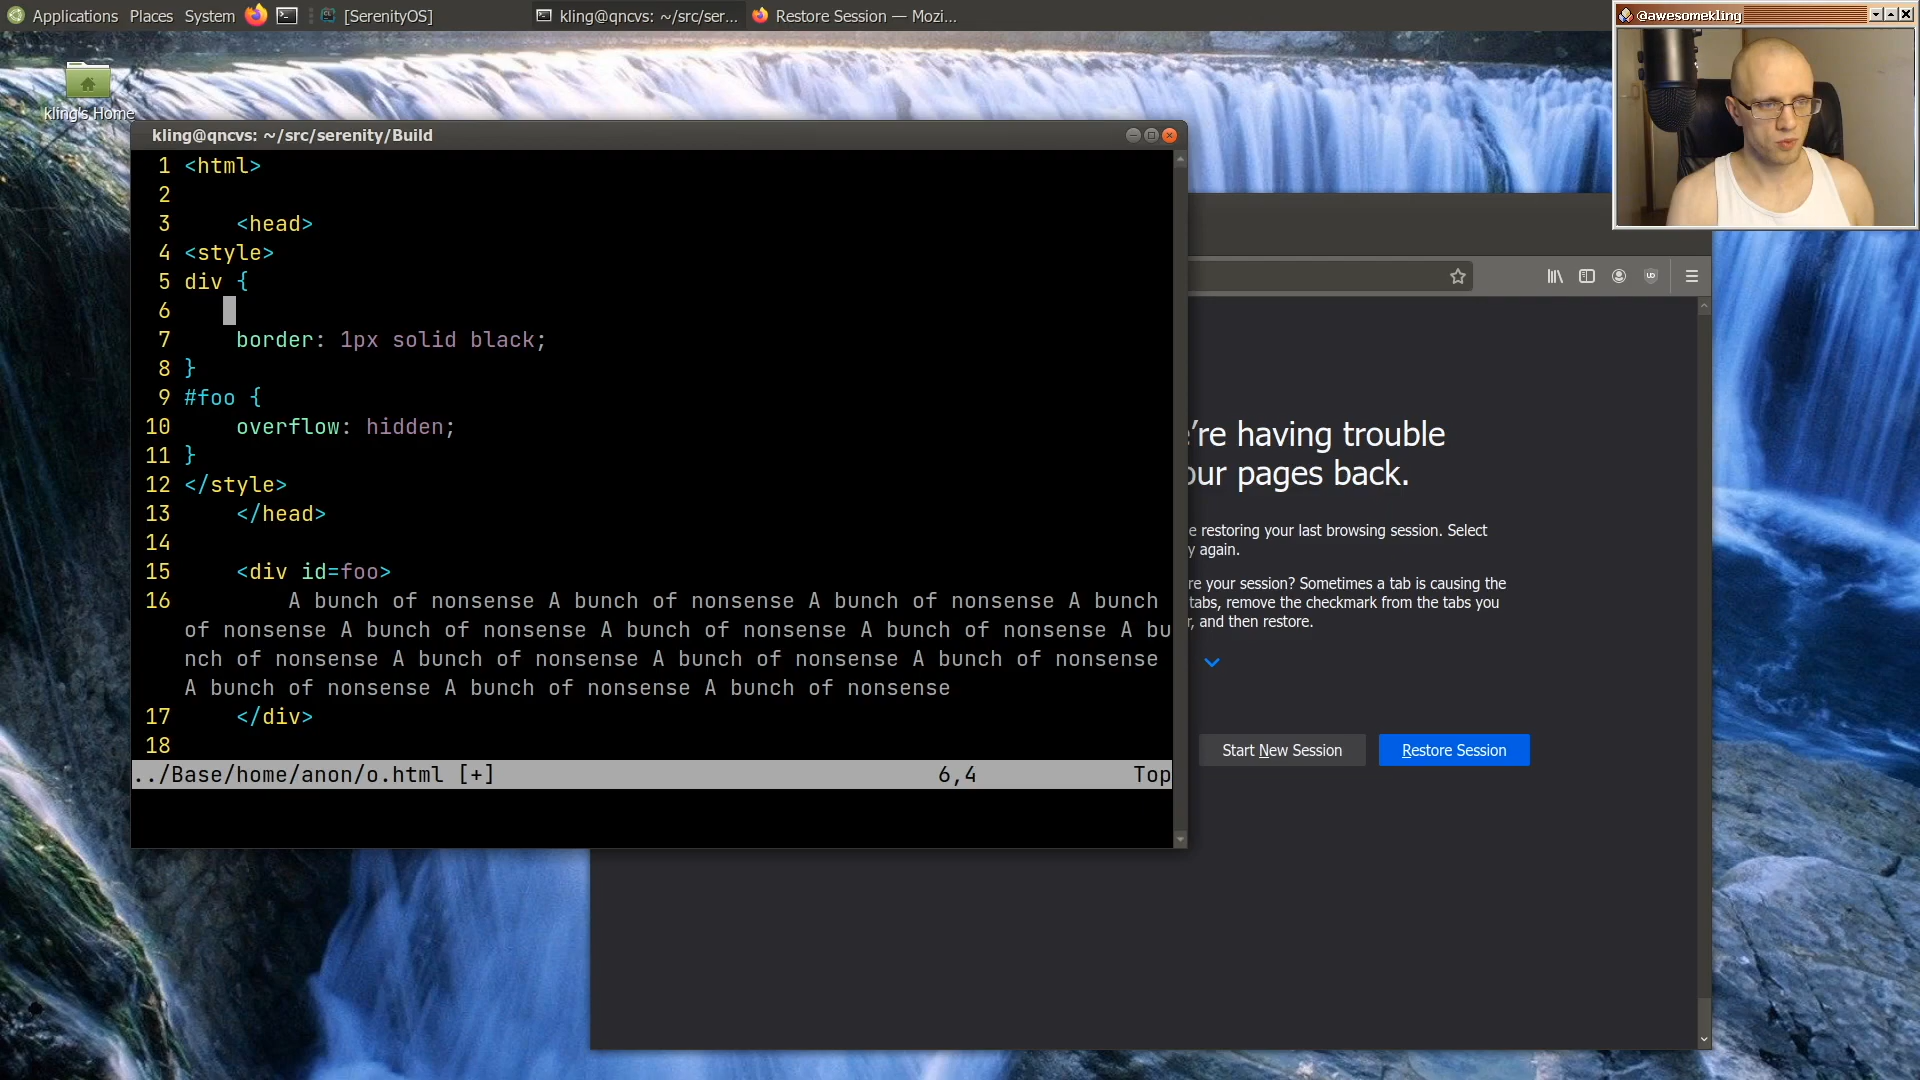 Applications Places System [SerenityOS] kling@qncvs: ~/src/ser... Restore Session — Mozi...
@awesomekling
kling's Home
kling@qncvs: ~/src/serenity/Build
1 <html>
2
3 <head>
4 <style>
5 div {
6
7 border: 1px solid black;
8 }
9 #foo {
10 overflow: hidden;
11 }
12 </style>
13 </head>
14
15 <div id=foo>
16 A bunch of nonsense A bunch of nonsense A bunch of nonsense A bunch
of nonsense A bunch of nonsense A bunch of nonsense A bunch of nonsense A bu
nch of nonsense A bunch of nonsense A bunch of nonsense A bunch of nonsense
A bunch of nonsense A bunch of nonsense A bunch of nonsense
17 </div>
18
../Base/home/anon/o.html [+] 6,4 Top
're having trouble
our pages back.
e restoring your last browsing session. Select
y again.
re your session? Sometimes a tab is causing the
tabs, remove the checkmark from the tabs you
, and then restore.
Start New Session Restore Session